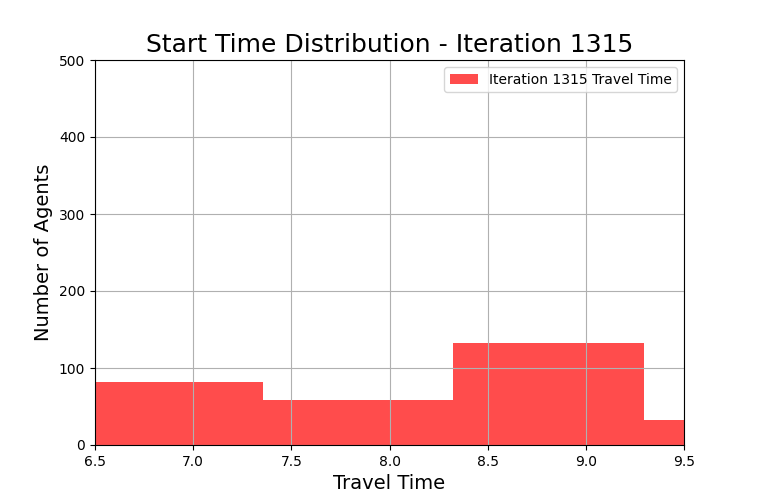 Start Time Distribution - Iteration 1315
Iteration 1315 Travel Time
Number of Agents
500
400
300
200
100
0
6.5 7.0 7.5 8.0 8.5 9.0 9.5
Travel Time